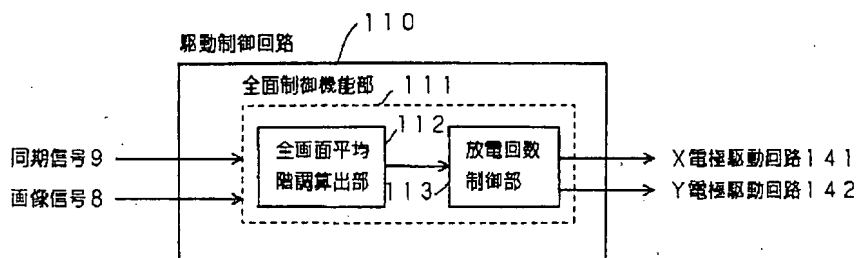 110
駆動制御回路
全面制御機能部
111
同期信号9
画像信号8
全画面平均
階調算出部
112
113
放電回数
制御部
X電極駆動回路141
Y電極駆動回路142